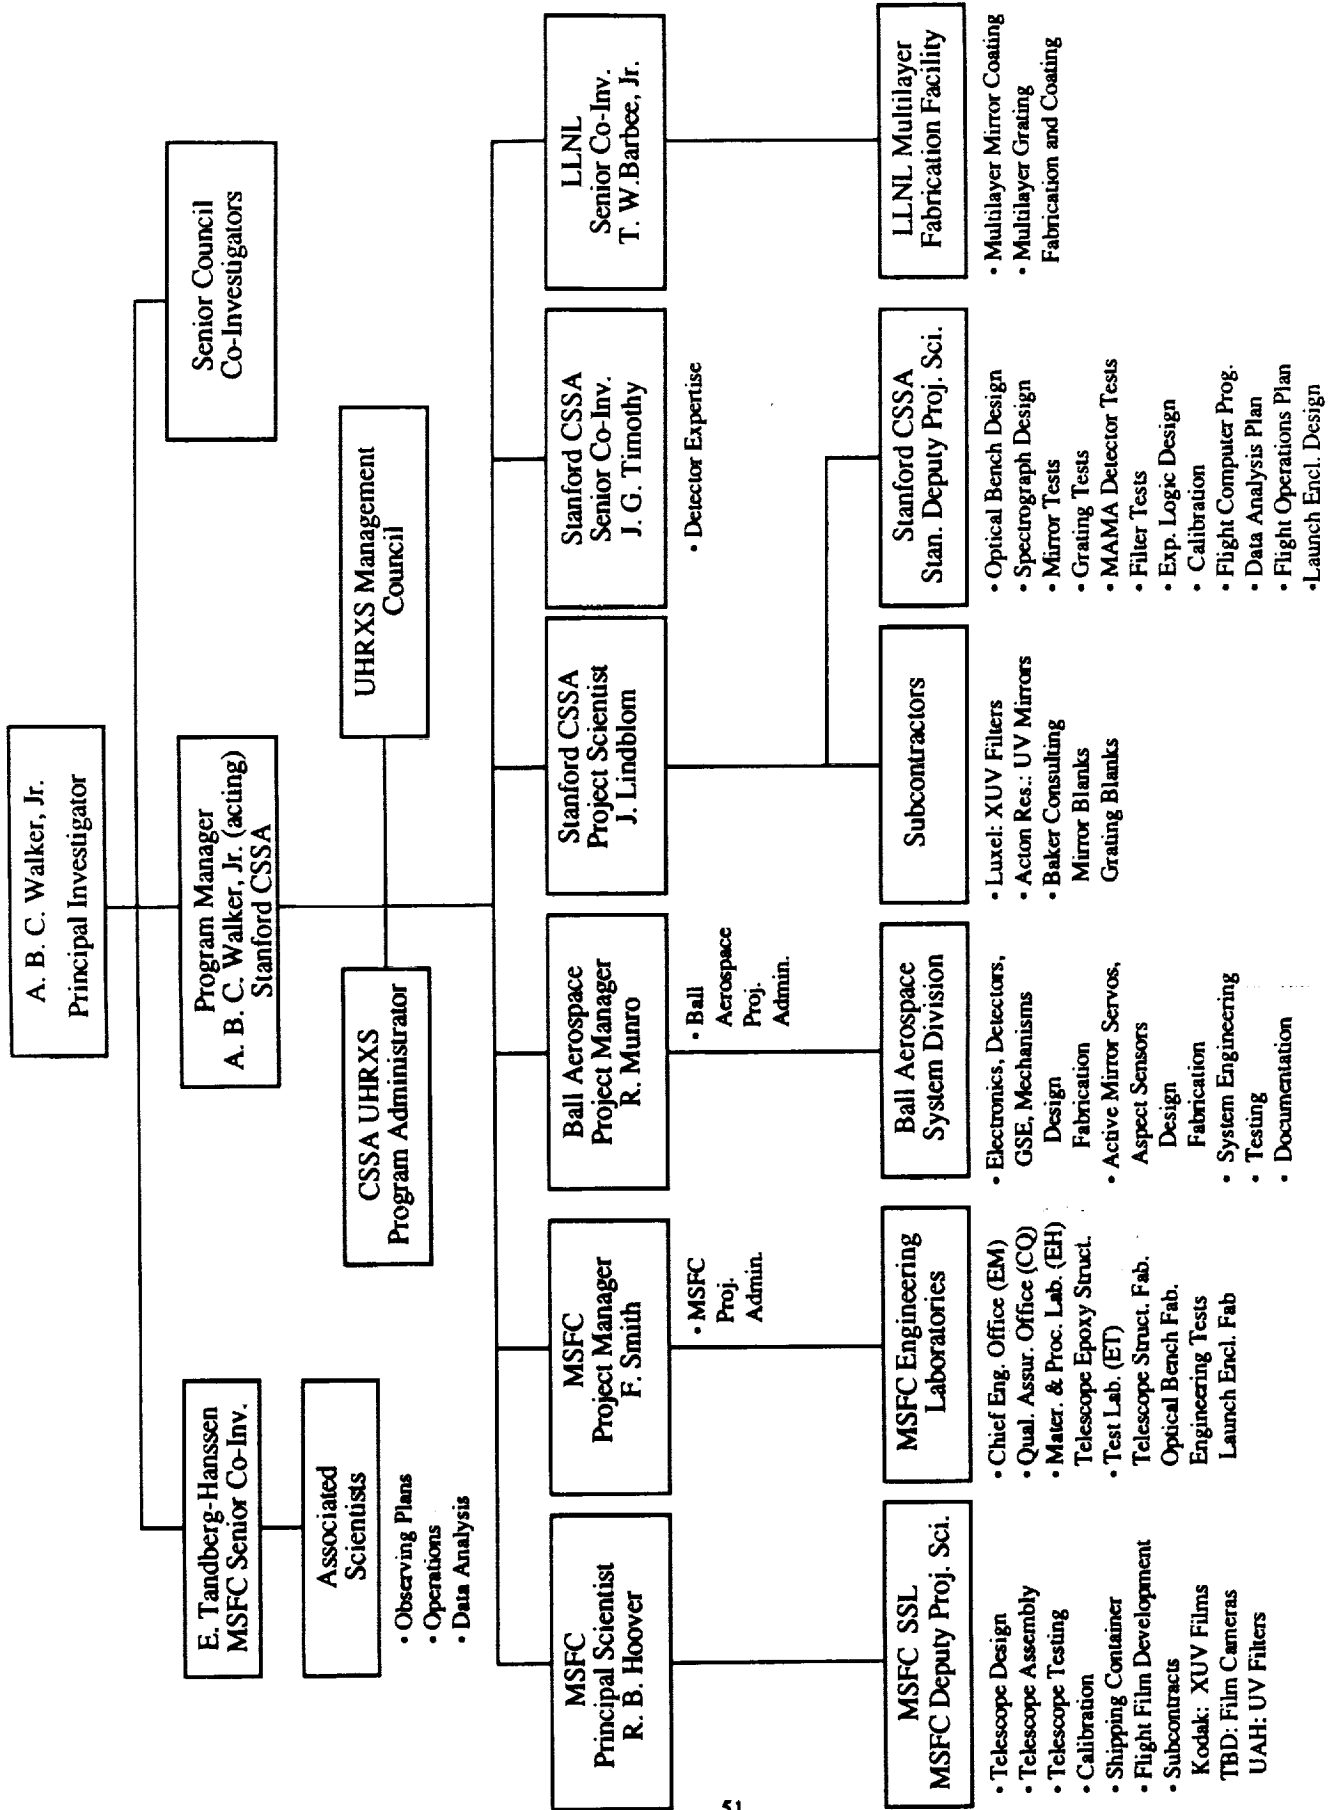 A. B. C. Walker, Jr.
Principal Investigator
E. Tandberg-Hanssen
MSFC Senior Co-Inv.
Program Manager
A. B. C. Walker, Jr. (acting)
Stanford CSSA
Senior Council
Co-Investigators
Associated
Scientists
• Observing Plans
• Operations
• Data Analysis
CSSA UHRXS
Program Administrator
UHRXS Management
Council
MSFC
Principal Scientist
R. B. Hoover
MSFC
Project Manager
F. Smith
• MSFC
Proj.
Admin.
Ball Aerospace
Project Manager
R. Munro
• Ball
Aerospace
Proj.
Admin.
Stanford CSSA
Project Scientist
J. Lindblom
Stanford CSSA
Senior Co-Inv.
J. G. Timothy
• Detector Expertise
LLNL
Senior Co-Inv.
T. W.Barbee, Jr.
MSFC SSL
MSFC Deputy Proj. Sci.
• Telescope Design
• Telescope Assembly
• Telescope Testing
• Calibration
• Shipping Container
• Flight Film Development
• Subcontracts
Kodak: XUV Films
TBD: Film Cameras
UAH: UV Filters
MSFC Engineering
Laboratories
• Chief Eng. Office (EM)
• Qual. Assur. Office (CQ)
• Mater. & Proc. Lab. (EH)
Telescope Epoxy Struct.
• Test Lab. (ET)
Telescope Struct. Fab.
Optical Bench Fab.
Engineering Tests
Launch Encl. Fab
Ball Aerospace
System Division
• Electronics, Detectors,
GSE, Mechanisms
Design
Fabrication
• Active Mirror Servos,
Aspect Sensors
Design
Fabrication
• System Engineering
• Testing
• Documentation
Subcontractors
• Luxel: XUV Filters
• Acton Res.: UV Mirrors
• Baker Consulting
Mirror Blanks
Grating Blanks
Stanford CSSA
Stan. Deputy Proj. Sci.
• Optical Bench Design
• Spectrograph Design
• Mirror Tests
• Grating Tests
• MAMA Detector Tests
• Filter Tests
• Exp. Logic Design
• Calibration
• Flight Computer Prog.
• Data Analysis Plan
• Flight Operations Plan
•Launch Encl. Design
LLNL Multilayer
Fabrication Facility
• Multilayer Mirror Coating
• Multilayer Grating
Fabrication and Coating
51